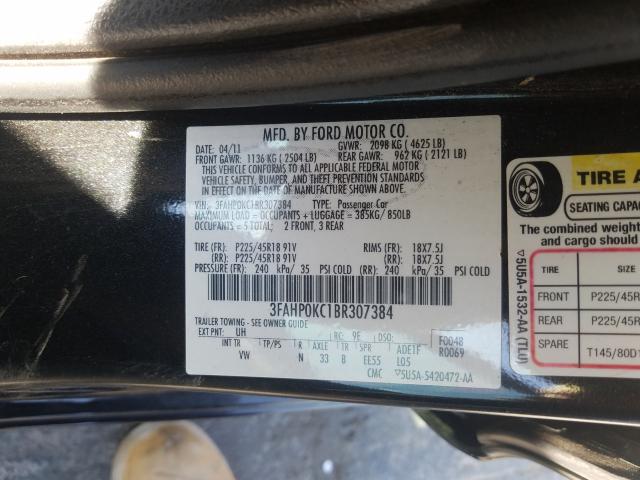 MFD. BY FORD MOTOR CO.
DATE: 04/11 GVWR: 2098 KG ( 4625 LB)
FRONT GAWR: 1136 KG ( 2504 LB) REAR GAWR: 962 KG ( 2121 LB)
THIS VEHICLE CONFORMS TO ALL APPLICABLE FEDERAL MOTOR
VEHICLE SAFETY, BUMPER, AND THEFT PREVENTION STANDARDS
IN EFFECT ON THE DATE OF MANUFACTURE SHOWN ABOVE.
VIN: 3FAHP0KC1BR307384 TYPE: Passenger Car
MAXIMUM LOAD = OCCUPANTS + LUGGAGE = 385KG/ 850LB
OCCUPANTS = 5 TOTAL: 2 FRONT, 3 REAR
TIRE (FR): P225/45R18 91V RIMS (FR): 18X7.5J
(RR): P225/45R18 91V (RR): 18X7.5J
PRESSURE (FR): 240 kPa/ 35 PSI COLD (RR): 240 kPa/ 35 PSI COLD
3FAHP0KC1BR307384
TRAILER TOWING - SEE OWNER GUIDE
EXT PNT: UH RC: 9E DSO: F0048
INT TR TP/PS R AXLE TR SPR R0069
VW N 33 B EE55 ADE1F L05
CMC ▽5U5A-5420472-AA
▽5U5A-1532-AA (TLU)
TIRE A
SEATING CAPAC
The combined weight
and cargo should
TIRE SIZE
FRONT P225/45R
REAR P225/45R
SPARE T145/80D1